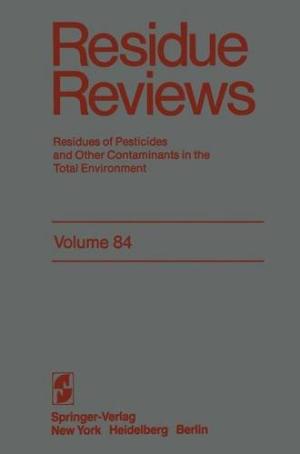 Residue
Reviews
Residues of Pesticides
and Other Contaminants in the
Total Environment
Volume 84
Springer-Verlag
New York Heidelberg Berlin